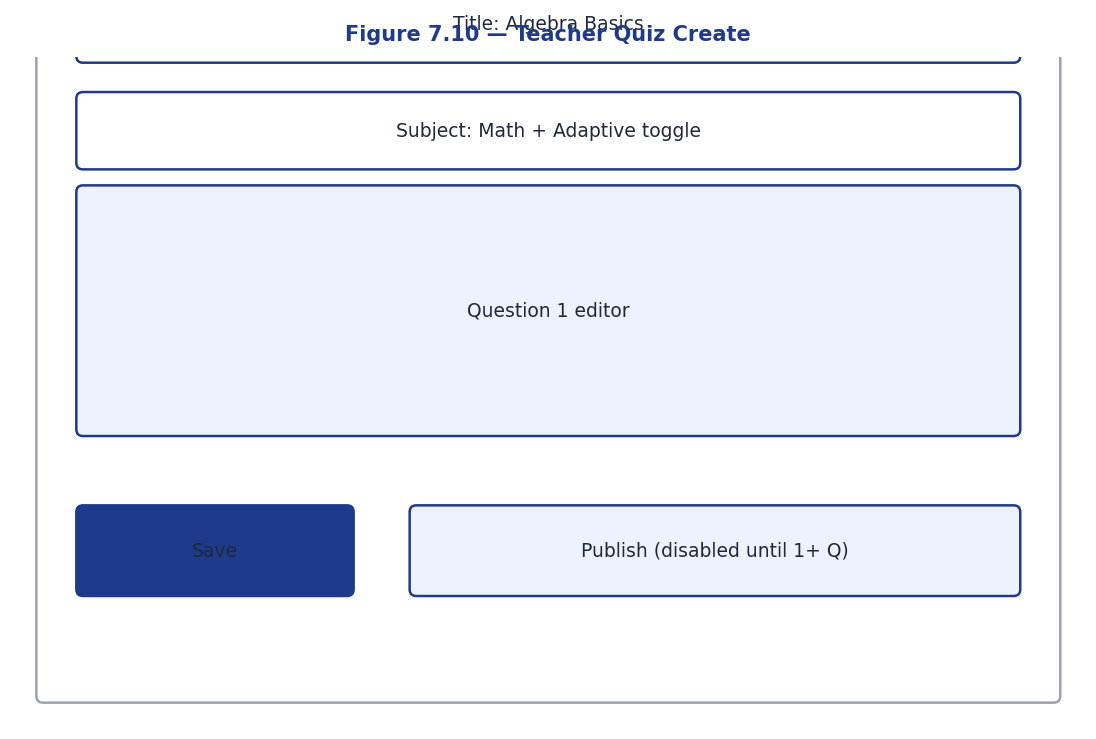 Title: Algebra Basics
Figure 7.10 — Teacher Quiz Create
Subject: Math + Adaptive toggle
Question 1 editor
Save
Publish (disabled until 1+ Q)